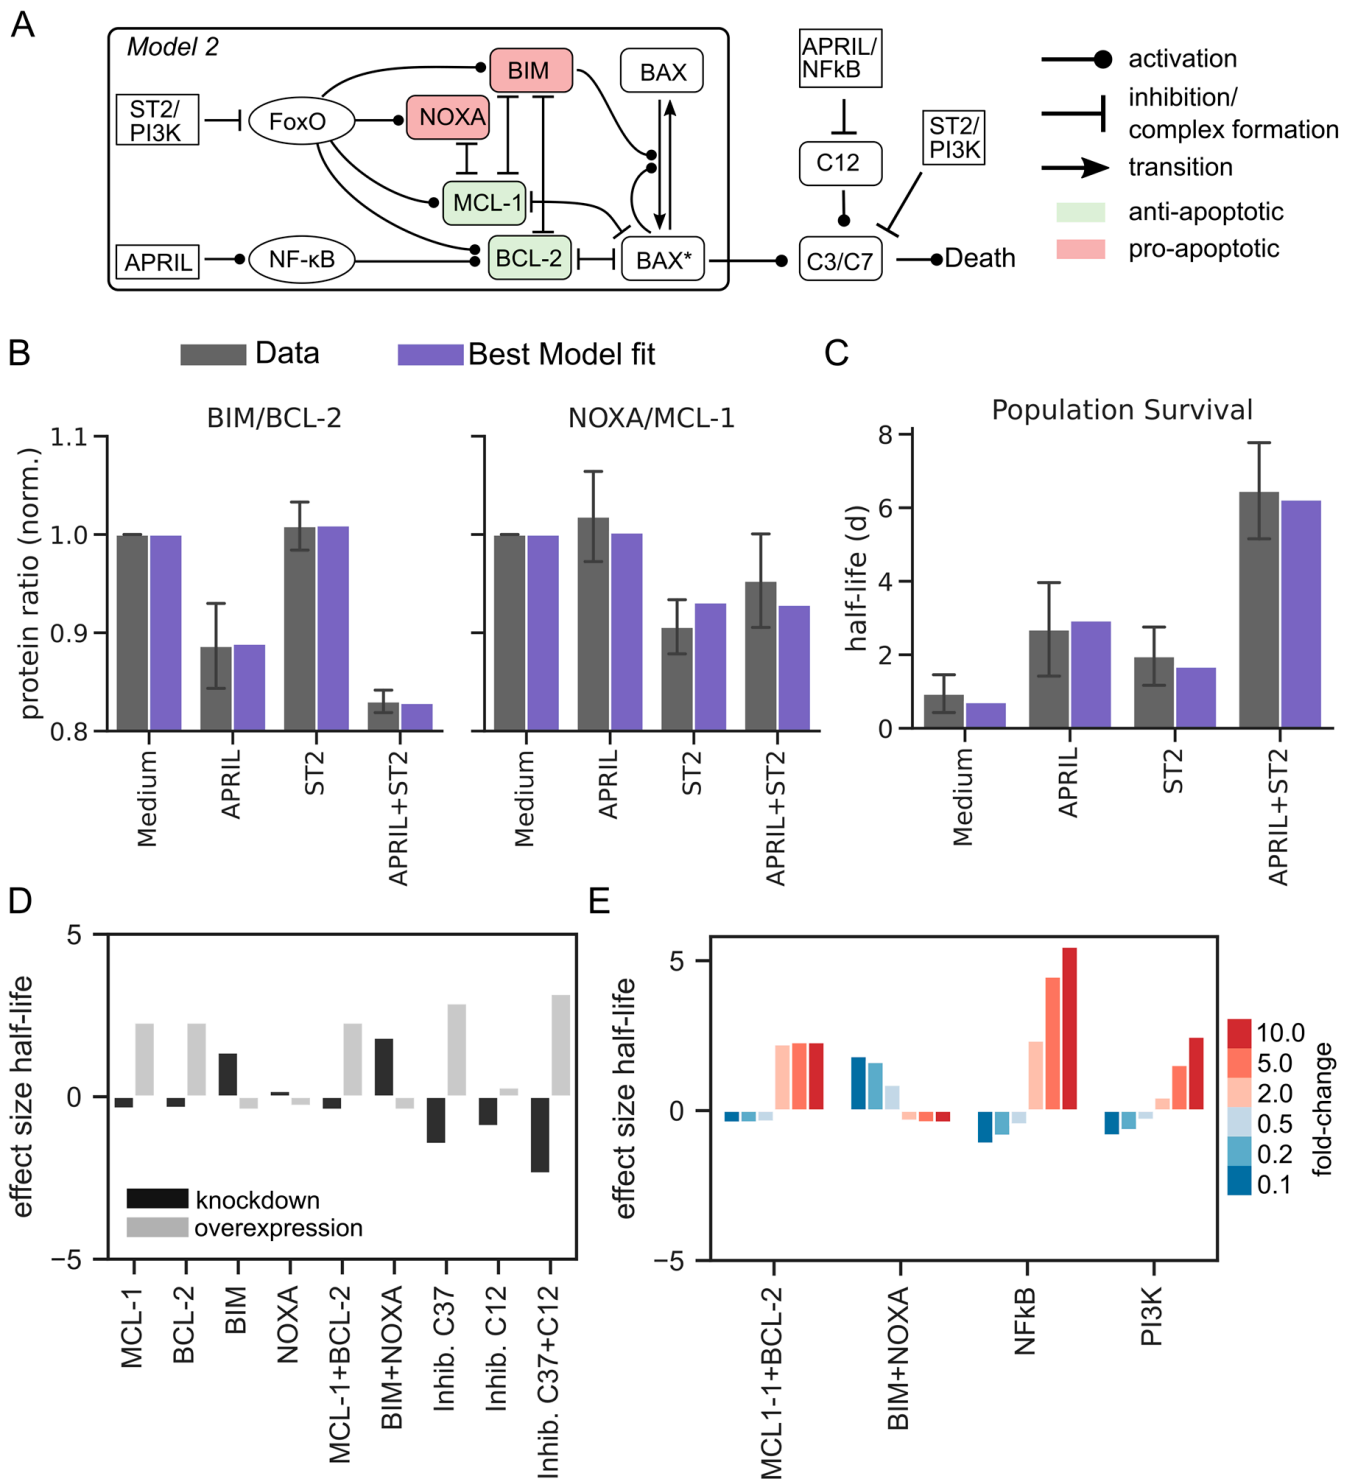 A
Model 2
ST2/
PI3K
FoxO
BIM
NOXA
MCL-1
BCL-2
BAX
BAX*
APRIL
NF-κB
APRIL/
NFkB
C12
ST2/
PI3K
C3/C7
Death
activation
inhibition/
complex formation
transition
anti-apoptotic
pro-apoptotic
B
Data
Best Model fit
BIM/BCL-2
NOXA/MCL-1
protein ratio (norm.)
1.1
1.0
0.9
0.8
Medium
APRIL
ST2
APRIL+ST2
Medium
APRIL
ST2
APRIL+ST2
C
Population Survival
half-life (d)
8
6
4
2
0
Medium
APRIL
ST2
APRIL+ST2
D
effect size half-life
5
0
−5
knockdown
overexpression
MCL-1
BCL-2
BIM
NOXA
MCL-1+BCL-2
BIM+NOXA
Inhib. C37
Inhib. C12
Inhib. C37+C12
E
effect size half-life
5
0
−5
MCL1-1+BCL-2
BIM+NOXA
NFkB
PI3K
10.0
5.0
2.0
0.5
0.2
0.1
fold-change